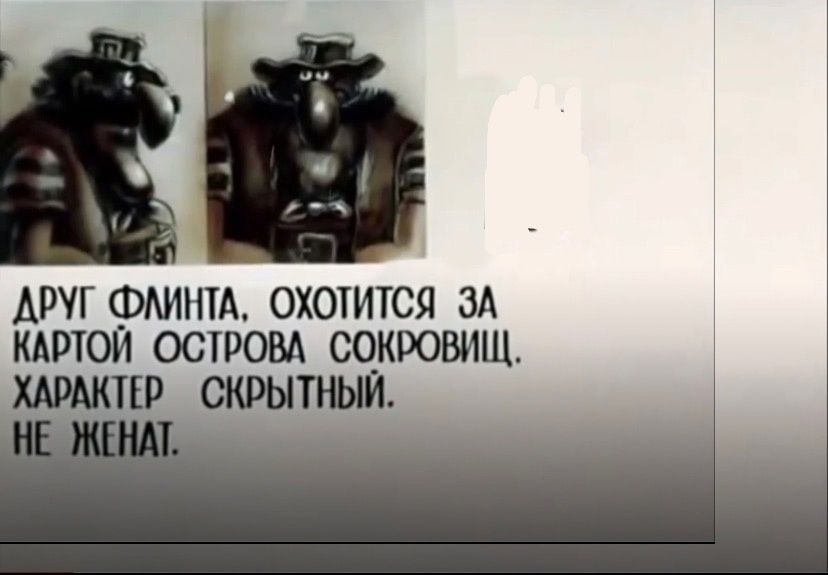 ДРУГ ФЛИНТА, ОХОТИТСЯ ЗА
КАРТОЙ ОСТРОВА СОКРОВИЩ.
ХАРАКТЕР СКРЫТНЫЙ.
НЕ ЖЕНАТ.